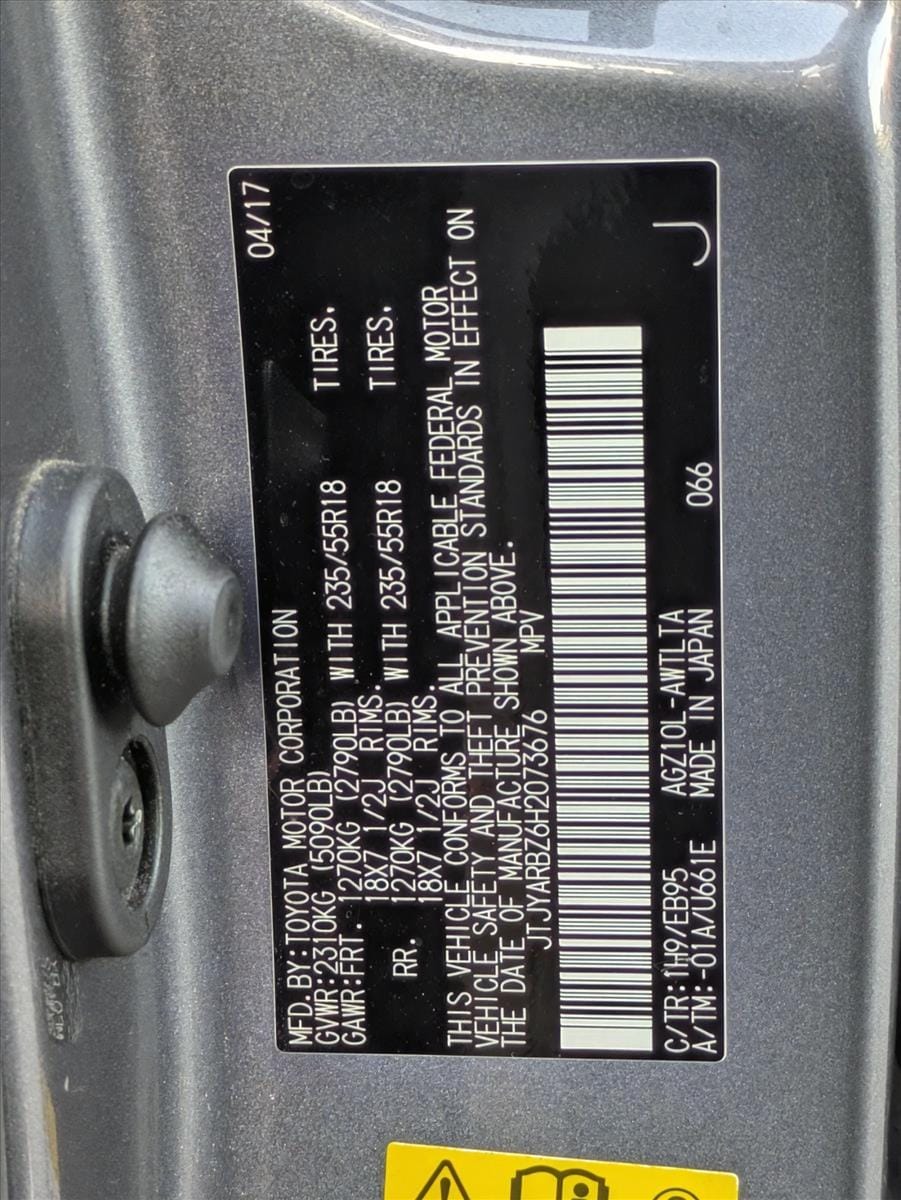 MFD.BY:TOYOTA MOTOR CORPORATION 04/17
GVWR:2310KG (5090LB)
GAWR:FRT. 1270KG (2790LB) WITH 235/55R18 TIRES.
18X7 1/2J RIMS.
RR. 1270KG (2790LB) WITH 235/55R18 TIRES.
18X7 1/2J RIMS.
THIS VEHICLE CONFORMS TO ALL APPLICABLE FEDERAL MOTOR
VEHICLE SAFETY AND THEFT PREVENTION STANDARDS IN EFFECT ON
THE DATE OF MANUFACTURE SHOWN ABOVE.
JTJYARBZ6H2073676 MPV
C/TR:1H9/EB95 AGZ10L-AWTLTA 066
A/TM:-01A/U661E MADE IN JAPAN J